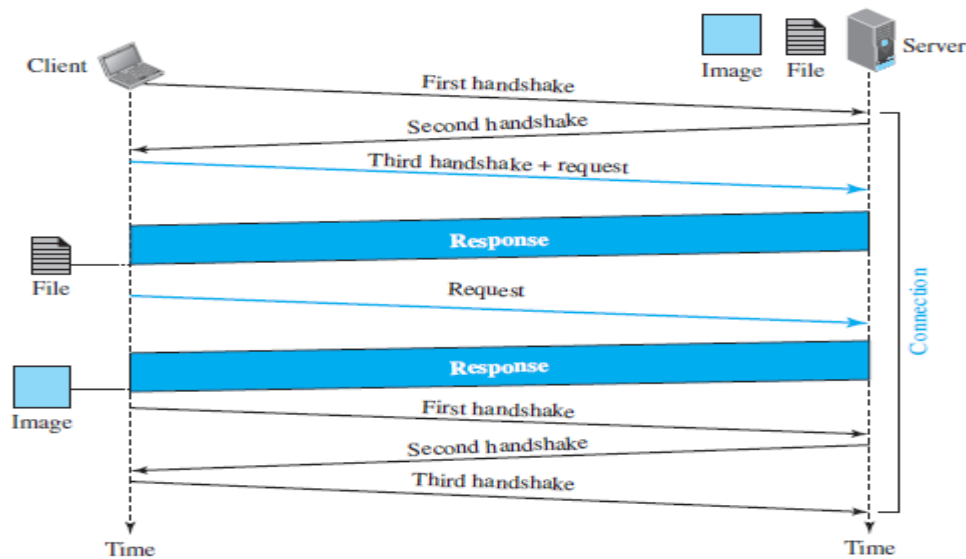 Client
Image
File
Server
First handshake
Second handshake
Third handshake + request
Response
File
Request
Connection
Response
Image
First handshake
Second handshake
Third handshake
Time
Time